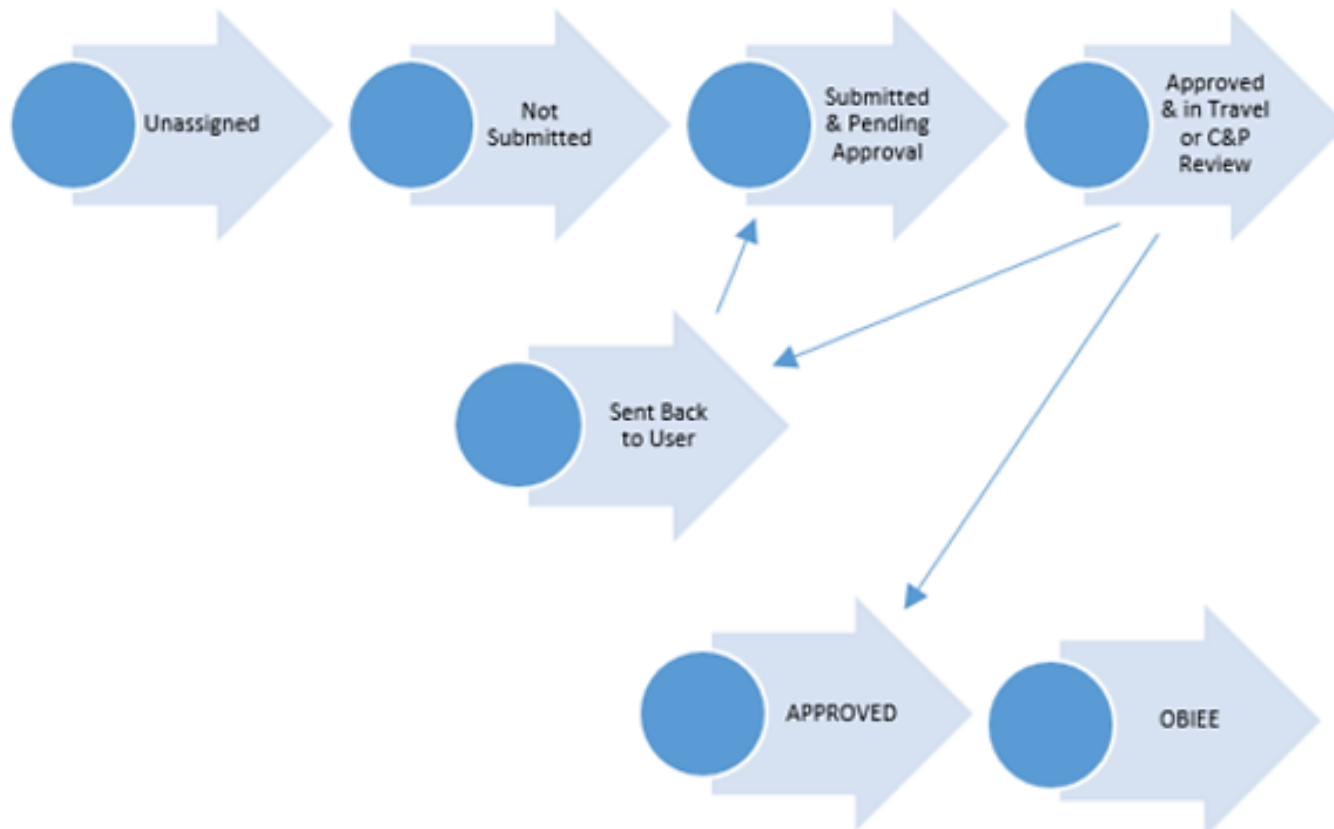 Unassigned
Not
Submitted
Submitted
& Pending
Approval
Approved
& in Travel
or C&P
Review
Sent Back
to User
APPROVED
OBIEE